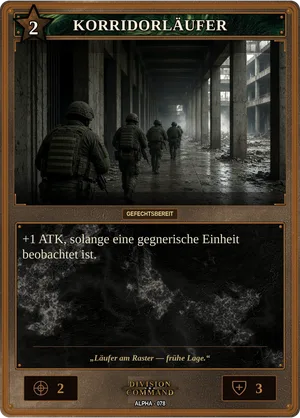 2
KORRIDORLÄUFER
GEFECHTSBEREIT
+1 ATK, solange eine gegnerische Einheit
beobachtet ist.
„Läufer am Raster — frühe Lage.“
2
DIVISION
COMMAND
ALPHA · 078
3